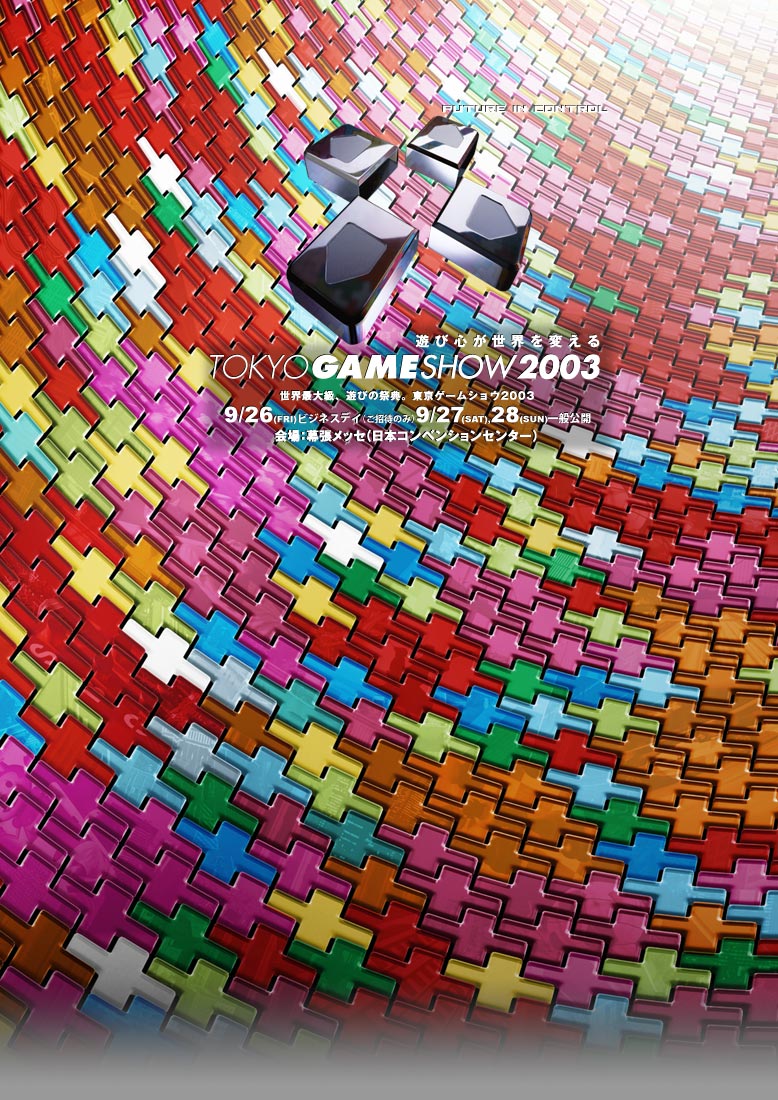 FUTURE IN CONTROL
遊び心が世界を変える
TOKYO GAME SHOW 2003
世界最大級、遊びの祭典。東京ゲームショウ2003
9/26(FRI)ビジネスデイ(ご招待のみ)9/27(SAT),28(SUN)一般公開
会場:幕張メッセ(日本コンベンションセンター)